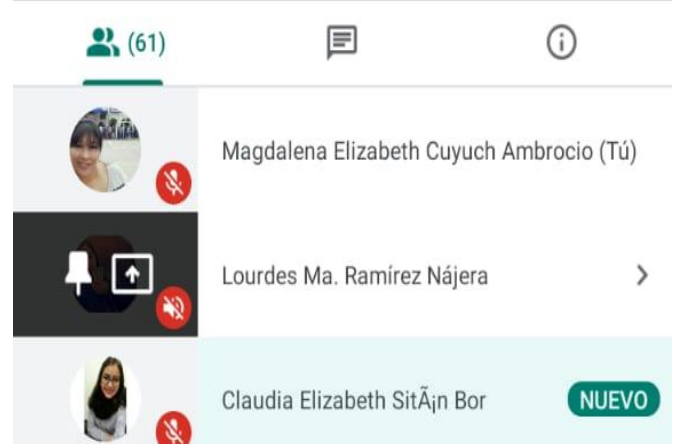 (61)
Magdalena Elizabeth Cuyuch Ambrocio (Tú)
Lourdes Ma. Ramírez Nájera
Claudia Elizabeth SitÃ¡n Bor
NUEVO